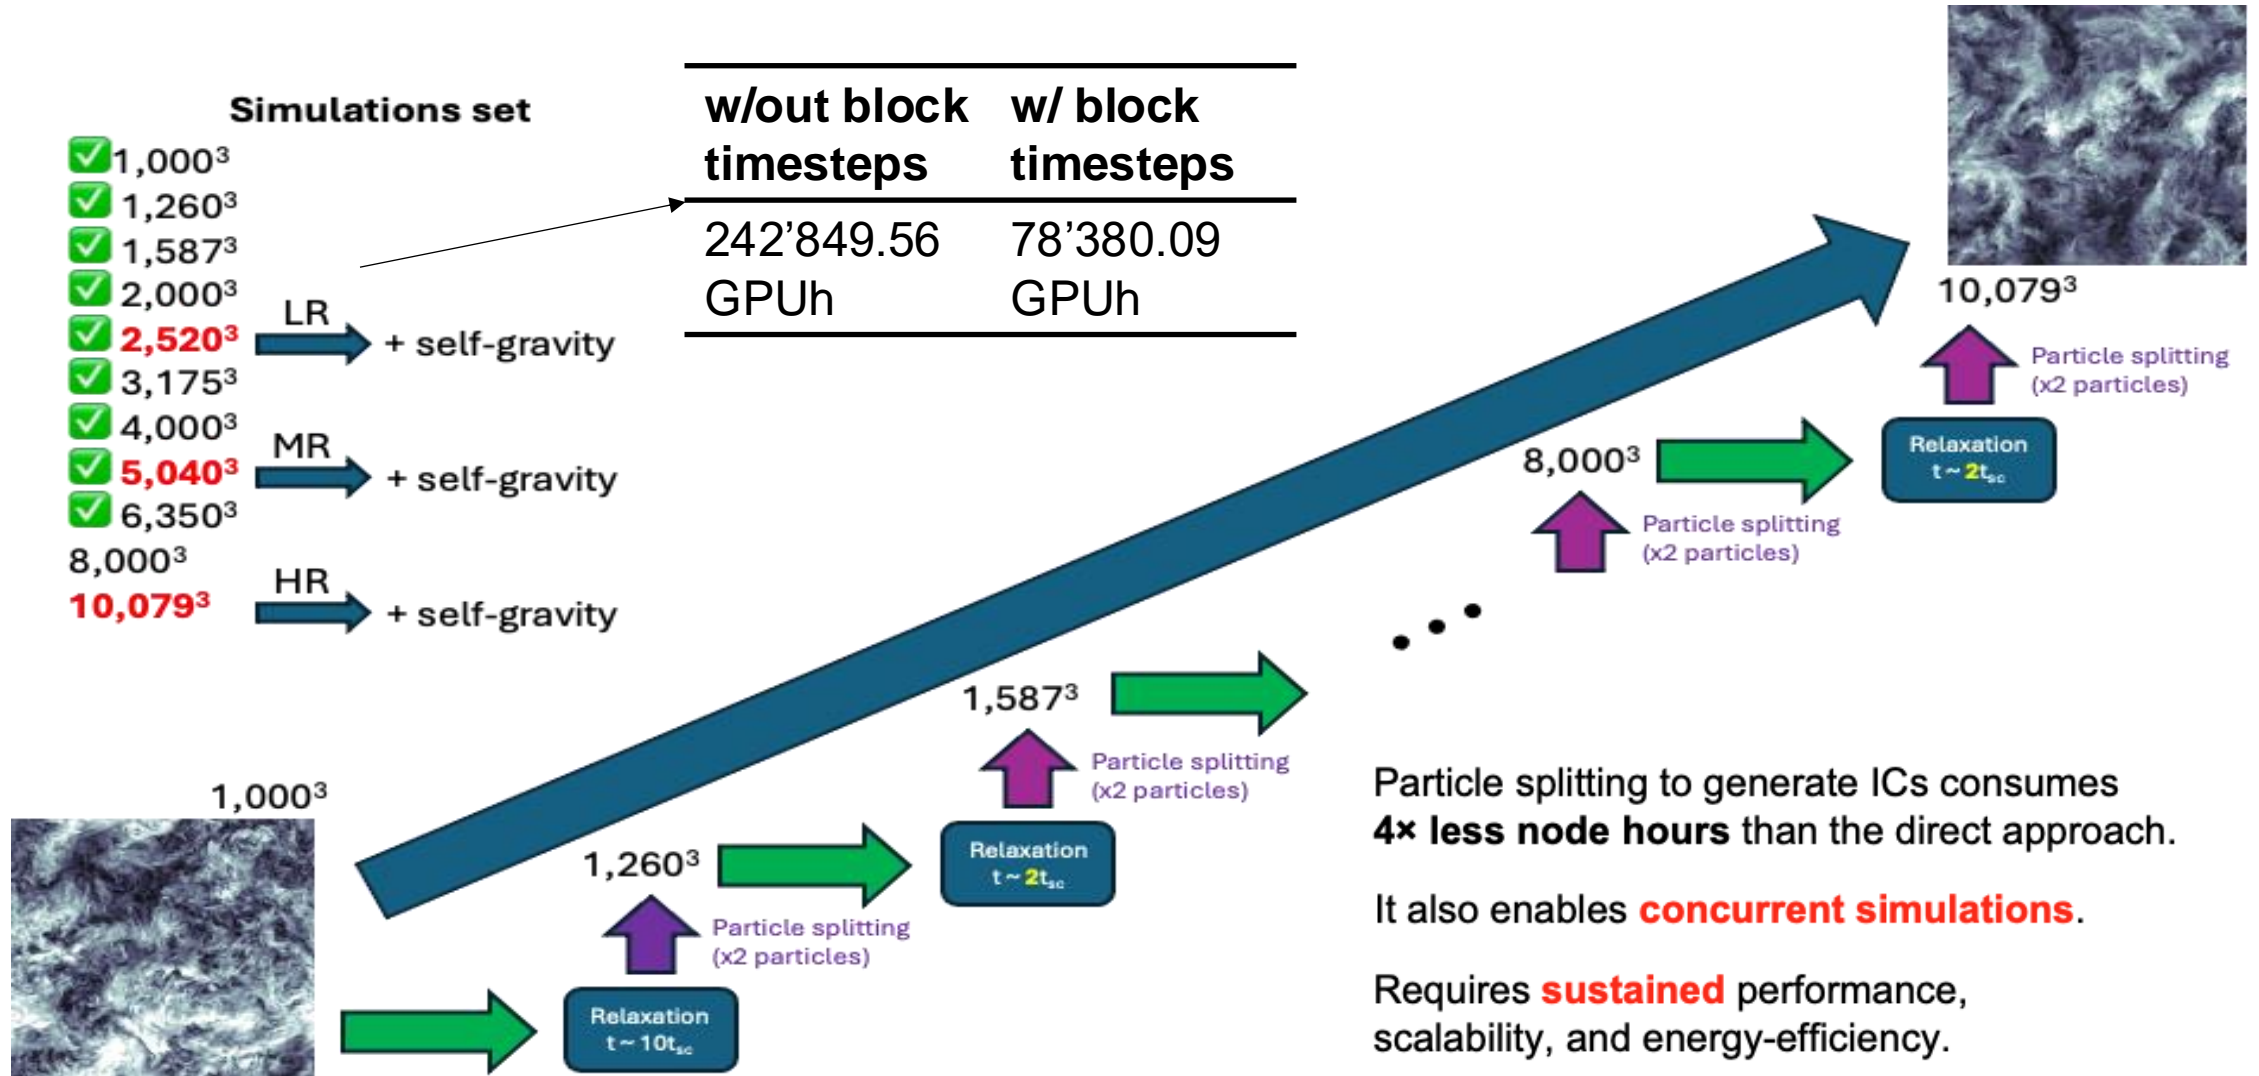 Simulations set
✅1,000³
✅ 1,260³
✅ 1,587³
✅ 2,000³
✅ 2,520³
LR
+ self-gravity
✅ 3,175³
✅ 4,000³
✅ 5,040³
MR
+ self-gravity
✅ 6,350³
8,000³
10,079³
HR
+ self-gravity
w/out block
timesteps
w/ block
timesteps
242’849.56
GPUh
78’380.09
GPUh
10,079³
Particle splitting
(x2 particles)
8,000³
Relaxation
t ~ 2tsc
Particle splitting
(x2 particles)
1,587³
Particle splitting
(x2 particles)
1,000³
1,260³
Relaxation
t ~ 2tsc
Particle splitting
(x2 particles)
Relaxation
t ~ 10tsc
Particle splitting to generate ICs consumes
4× less node hours than the direct approach.
It also enables concurrent simulations.
Requires sustained performance,
scalability, and energy-efficiency.